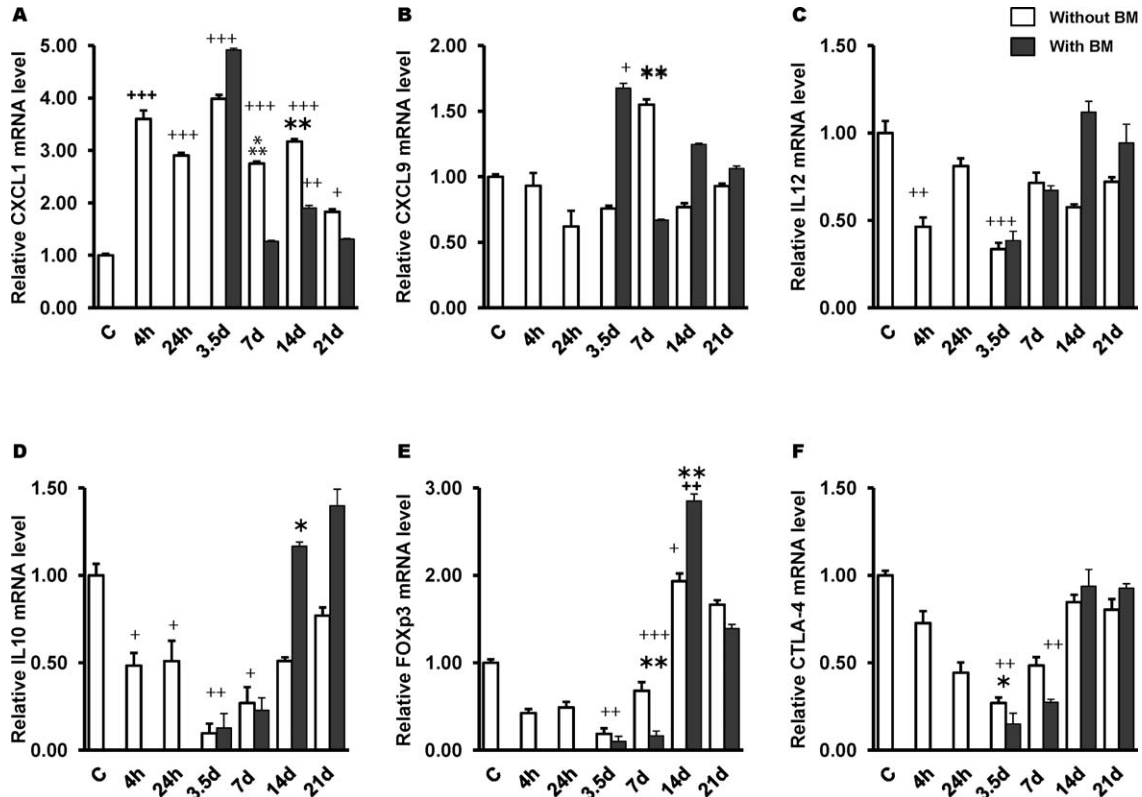 A
Relative CXCL1 mRNA level
5.00
4.00
3.00
2.00
1.00
0.00
+++
+++
+++
+++
*
**
+++
**
++
+
C
4h
24h
3.5d
7d
14d
21d
B
Relative CXCL9 mRNA level
2.00
1.50
1.00
0.50
0.00
+
**
C
4h
24h
3.5d
7d
14d
21d
C
Without BM
With BM
Relative IL12 mRNA level
1.50
1.00
0.50
0.00
++
+++
C
4h
24h
3.5d
7d
14d
21d
D
Relative IL10 mRNA level
1.50
1.00
0.50
0.00
+
+
++
+
*
C
4h
24h
3.5d
7d
14d
21d
E
Relative FOXp3 mRNA level
3.00
2.00
1.00
0.00
++
+++
**
+
**
++
C
4h
24h
3.5d
7d
14d
21d
F
Relative CTLA-4 mRNA level
1.50
1.00
0.50
0.00
++
*
++
C
4h
24h
3.5d
7d
14d
21d